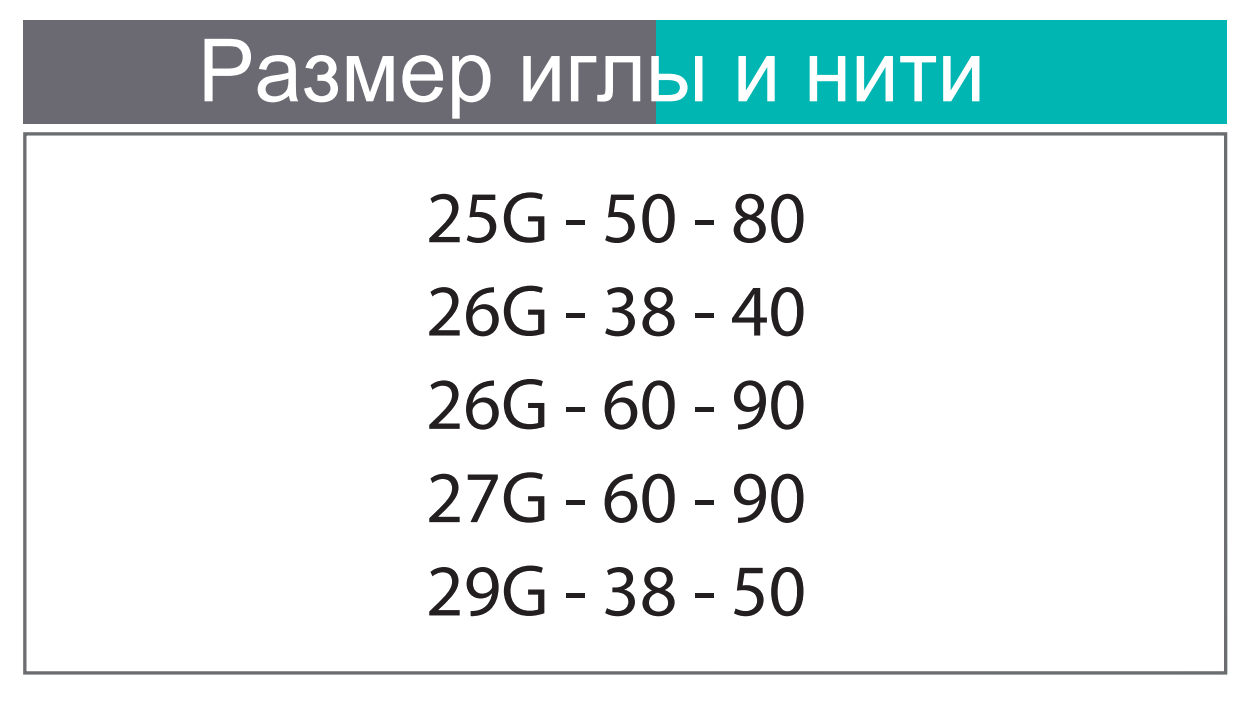 Размер иглы и нити
25G - 50 - 80
26G - 38 - 40
26G - 60 - 90
27G - 60 - 90
29G - 38 - 50